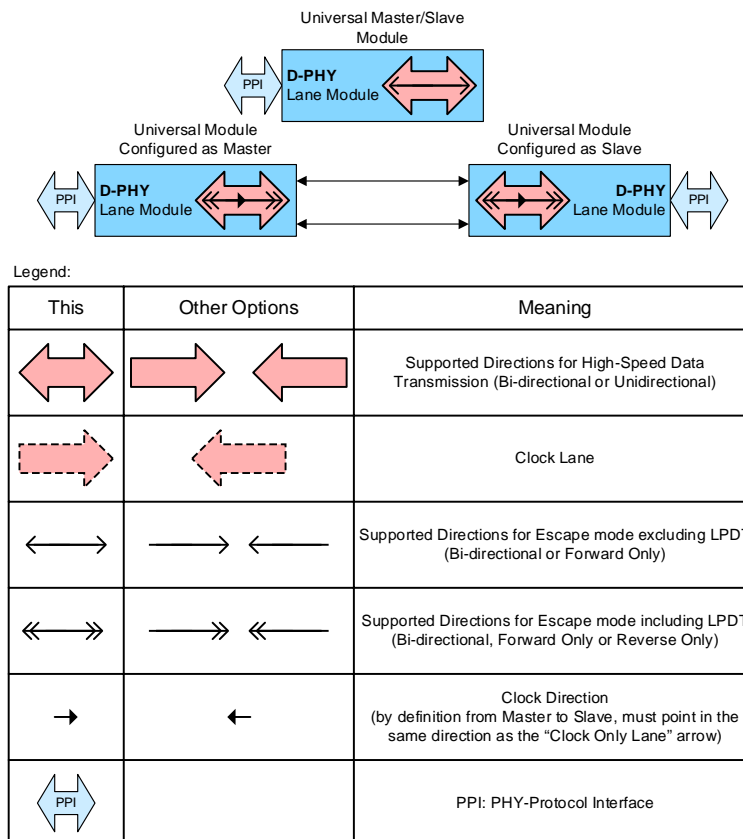 Universal Master/Slave
Module
PPI
D-PHY
Lane Module
Universal Module
Configured as Master
Universal Module
Configured as Slave
PPI
D-PHY
Lane Module
D-PHY
Lane Module
PPI
Legend:
This
Other Options
Meaning
Supported Directions for High-Speed Data
Transmission (Bi-directional or Unidirectional)
Clock Lane
Supported Directions for Escape mode excluding LPDT
(Bi-directional or Forward Only)
Supported Directions for Escape mode including LPDT
(Bi-directional, Forward Only or Reverse Only)
Clock Direction
(by definition from Master to Slave, must point in the
same direction as the “Clock Only Lane” arrow)
PPI
PPI: PHY-Protocol Interface